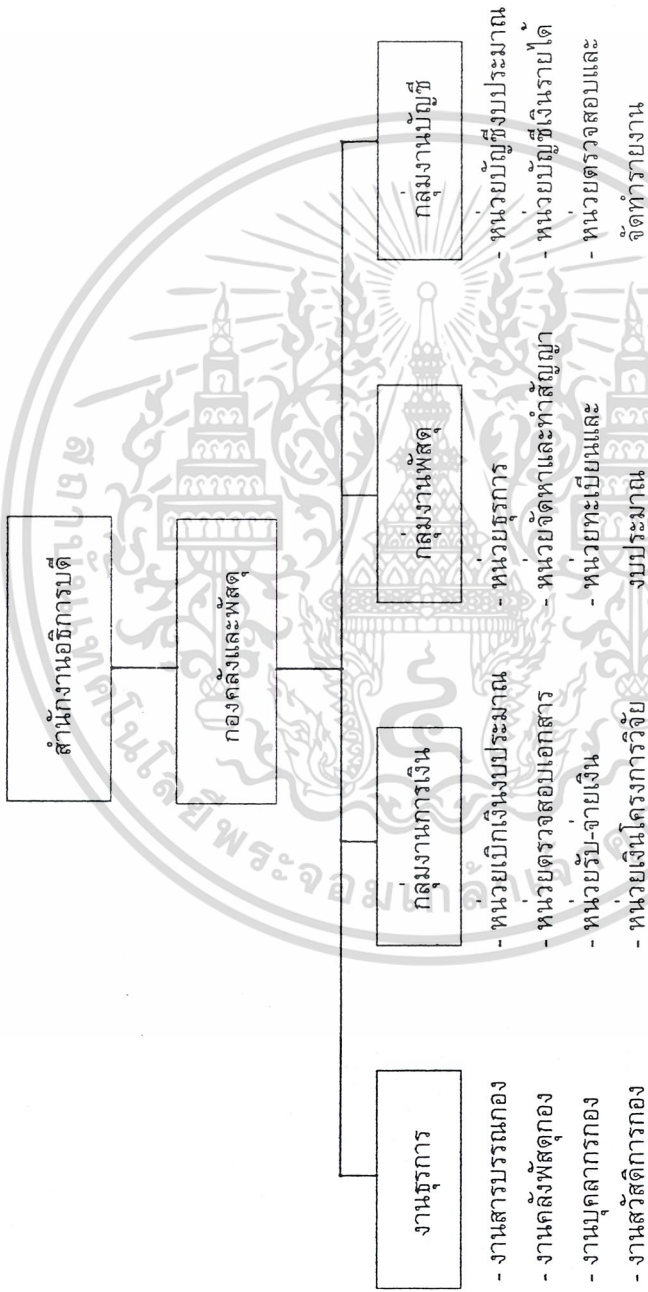 สำนักงานอธิการบดี
กองคลังและพัสดุ
งานธุรการ
- งานสารบรรณกอง
- งานคลังพัสดุกอง
- งานบุคลากรกอง
- งานสวัสดิการกอง
กลุ่มงานการเงิน
- หน่วยเบิกเงินงบประมาณ
- หน่วยตรวจสอบเอกสาร
- หน่วยรับ-จ่ายเงิน
- หน่วยเงินโครงการวิจัย
กลุ่มงานพัสดุ
- หน่วยธุรการ
- หน่วยจัดหาและทำสัญญา
- หน่วยทะเบียนและ
งบประมาณ
กลุ่มงานบัญชี
- หน่วยบัญชีงบประมาณ
- หน่วยบัญชีเงินรายได้
- หน่วยตรวจสอบและ
จัดทำรายงาน